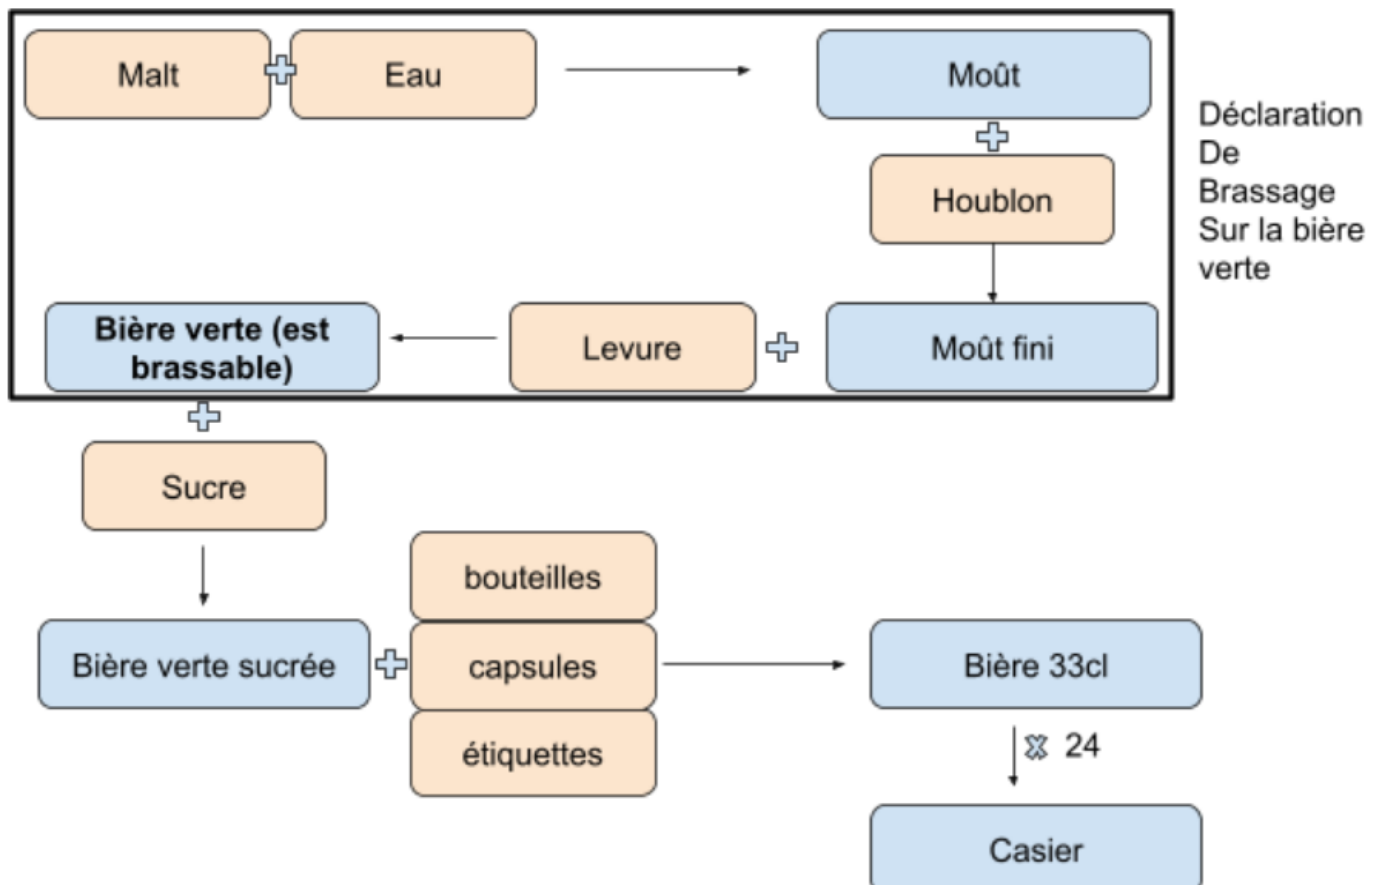 Malt
Eau
Moût
Déclaration
De
Brassage
Sur la bière
verte
Houblon
Bière verte (est
brassable)
Levure
Moût fini
Sucre
bouteilles
Bière verte sucrée
capsules
Bière 33cl
étiquettes
24
Casier